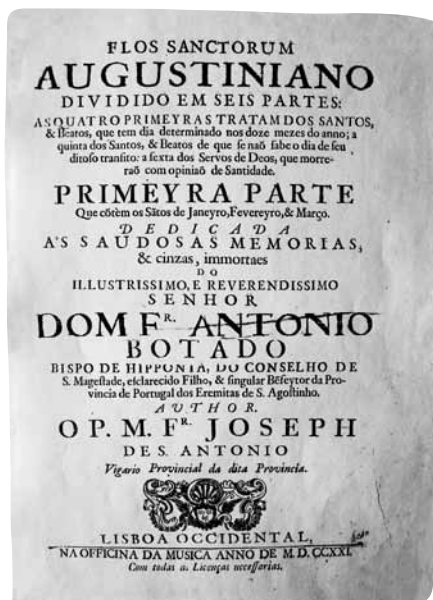 FLOS SANCTORUM
AUGUSTINIANO
DIVIDIDO EM SEIS PARTES:
AS QUATRO PRIMEYRAS TRATAM DOS SANTOS,
& Beatos, que tem dia determinado nos doze mezes do anno; a
quinta dos Santos, & Beatos de que se naõ sabe o dia de seu
ditoso transito: a sexta dos Servos de Deos, que morre-
raõ com opiniaõ de Santidade.
PRIMEYRA PARTE
Que cõtèm os Sãtos de Janeyro, Fevereyro, & Março.
DEDICADA
A'S SAUDOSAS MEMORIAS,
& cinzas, immortaes
DO
ILLUSTRISSIMO, E REVERENDISSIMO
SENHOR
DOM FR. ANTONIO
BOTADO
BISPO DE HIPPONIA, DO CONSELHO DE
S. Magestade, esclarecido Filho, & singular Bẽfeytor da Pro-
vincia de Portugal dos Eremitas de S. Agostinho.
AUTHOR.
O P. M. FR. JOSEPH
DE S. ANTONIO
Vigario Provincial da dita Provincia.
LISBOA OCCIDENTAL,
NA OFFICINA DA MUSICA ANNO DE M. D. CCXXI.
Com todas as Licenças necessarias.